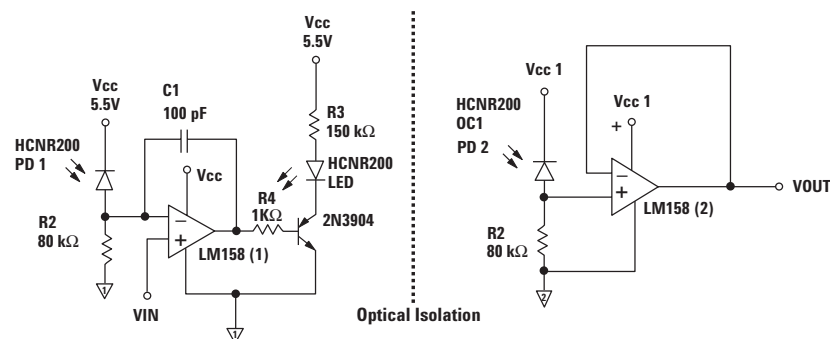 Vcc
5.5V
Vcc
5.5V
C1
100 pF
R3
150 kΩ
HCNR200
PD 1
HCNR200
LED
Vcc
R4
1KΩ
2N3904
R2
80 kΩ
−
+
LM158 (1)
1
VIN
1
Optical Isolation
Vcc 1
HCNR200
OC1
PD 2
Vcc 1
+
−
+
VOUT
LM158 (2)
R2
80 kΩ
2